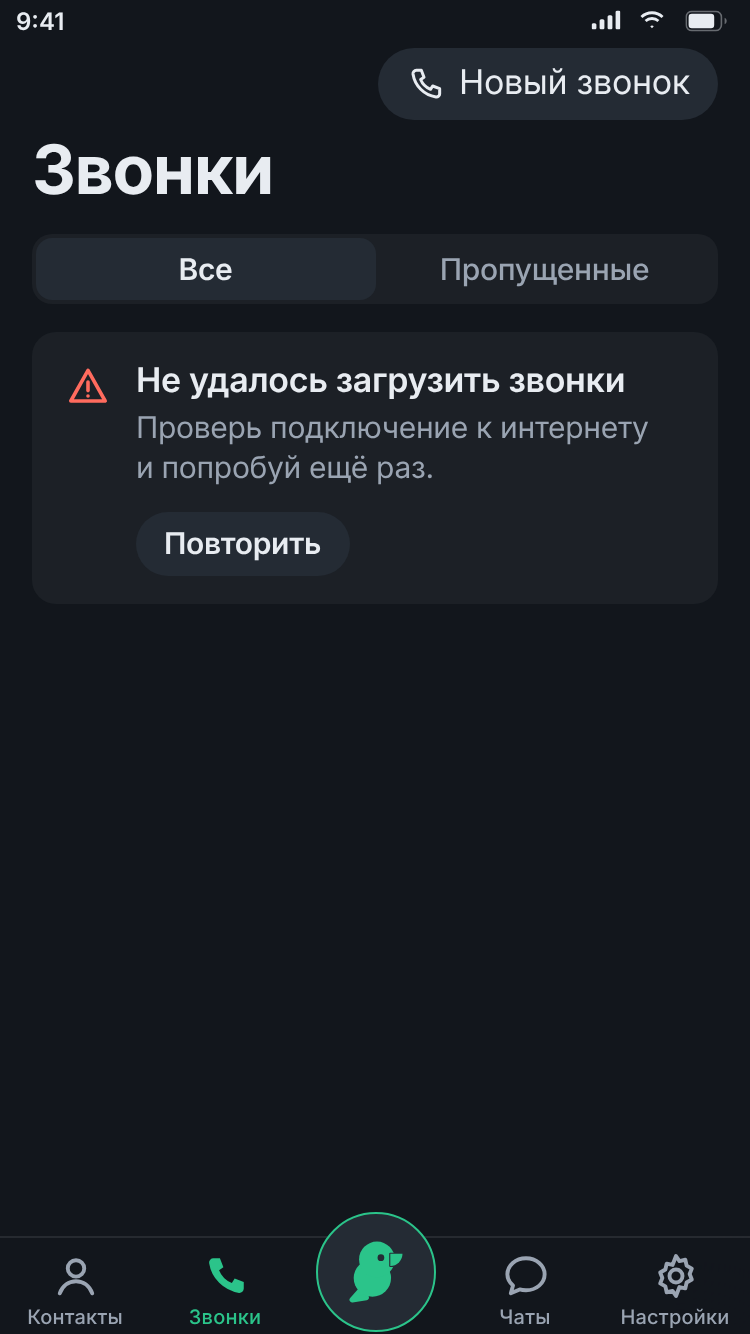 9:41
Новый звонок
Звонки
Все
Пропущенные
Не удалось загрузить звонки
Проверь подключение к интернету
и попробуй ещё раз.
Повторить
Контакты
Звонки
Чаты
Настройки